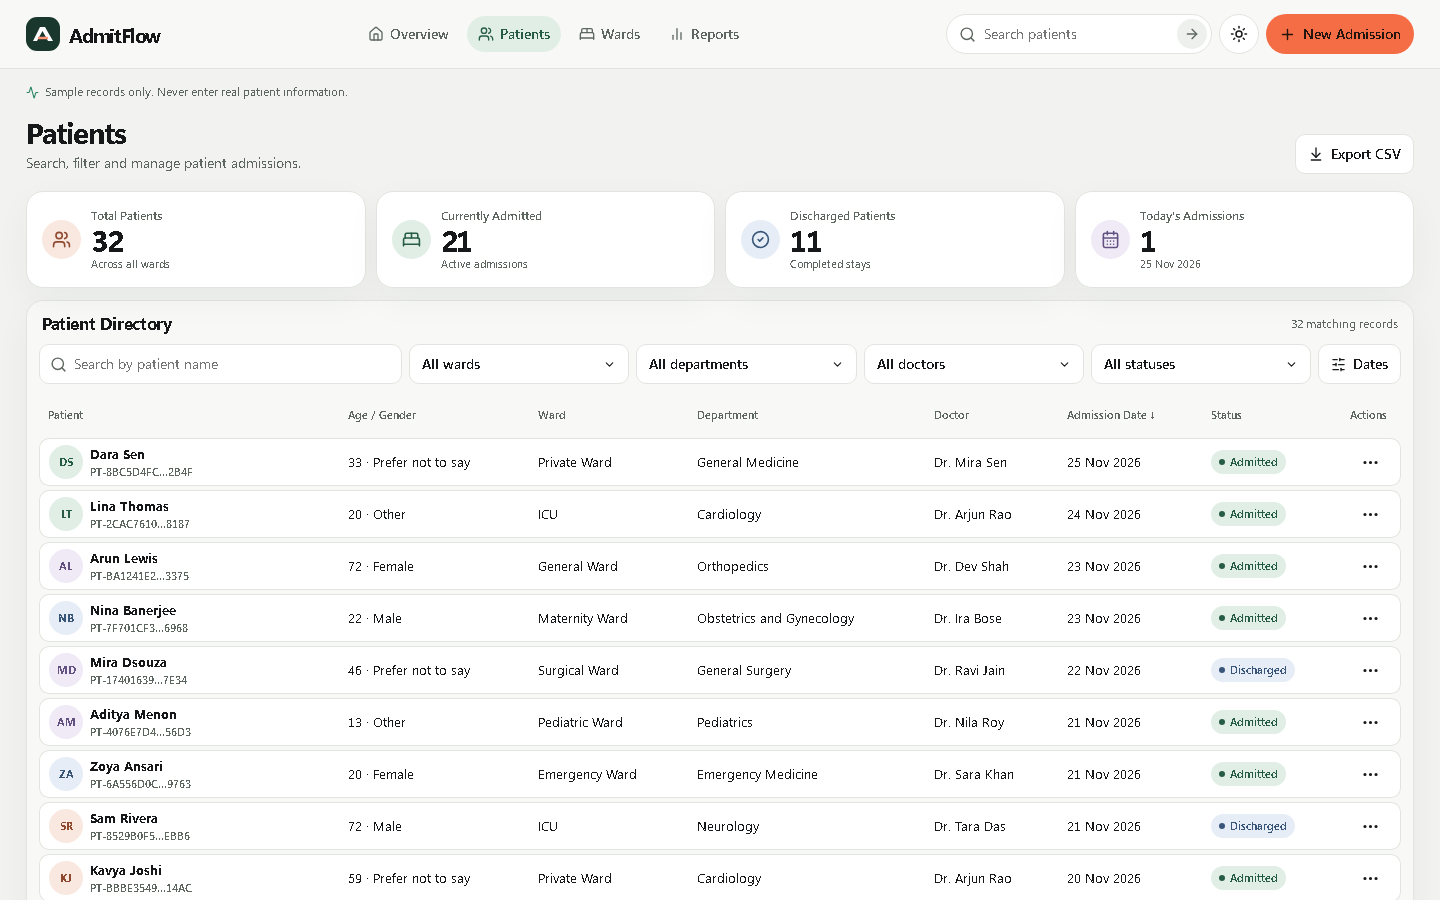 AdmitFlow
Overview
Patients
Wards
Reports
Search patients
New Admission
Sample records only. Never enter real patient information.
Patients
Search, filter and manage patient admissions.
Export CSV
Total Patients
32
Across all wards
Currently Admitted
21
Active admissions
Discharged Patients
11
Completed stays
Today's Admissions
1
25 Nov 2026
Patient Directory
32 matching records
Search by patient name
All wards
All departments
All doctors
All statuses
Dates
Patient Age / Gender Ward Department Doctor Admission Date ↓ Status Actions
DS Dara Sen 33 · Prefer not to say Private Ward General Medicine Dr. Mira Sen 25 Nov 2026 Admitted
PT-8BC5D4FC...2B4F
LT Lina Thomas 20 · Other ICU Cardiology Dr. Arjun Rao 24 Nov 2026 Admitted
PT-2CAC7610...8187
AL Arun Lewis 72 · Female General Ward Orthopedics Dr. Dev Shah 23 Nov 2026 Admitted
PT-BA1241E2...3375
NB Nina Banerjee 22 · Male Maternity Ward Obstetrics and Gynecology Dr. Ira Bose 23 Nov 2026 Admitted
PT-7F701CF3...6968
MD Mira Dsouza 46 · Prefer not to say Surgical Ward General Surgery Dr. Ravi Jain 22 Nov 2026 Discharged
PT-17401639...7E34
AM Aditya Menon 13 · Other Pediatric Ward Pediatrics Dr. Nila Roy 21 Nov 2026 Admitted
PT-4076E7D4...56D3
ZA Zoya Ansari 20 · Female Emergency Ward Emergency Medicine Dr. Sara Khan 21 Nov 2026 Admitted
PT-6A556D0C...9763
SR Sam Rivera 72 · Male ICU Neurology Dr. Tara Das 21 Nov 2026 Discharged
PT-8529B0F5...EBB6
KJ Kavya Joshi 59 · Prefer not to say Private Ward Cardiology Dr. Arjun Rao 20 Nov 2026 Admitted
PT-BBBE3549...14AC